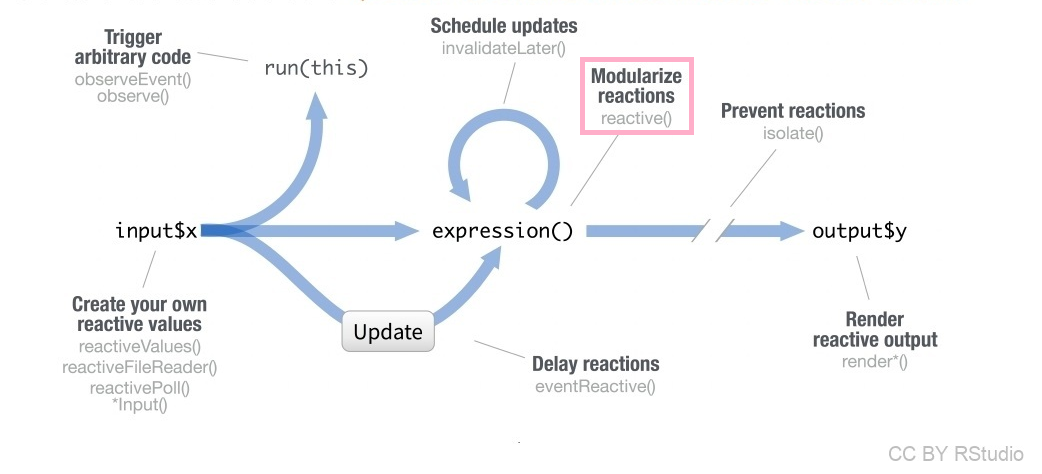 Trigger
arbitrary code
observeEvent()
observe()
run(this)
Schedule updates
invalidateLater()
Modularize
reactions
reactive()
Prevent reactions
isolate()
input$x
expression()
output$y
Create your own
reactive values
reactiveValues()
reactiveFileReader()
reactivePoll()
*Input()
Update
Delay reactions
eventReactive()
Render
reactive output
render*()
CC BY RStudio